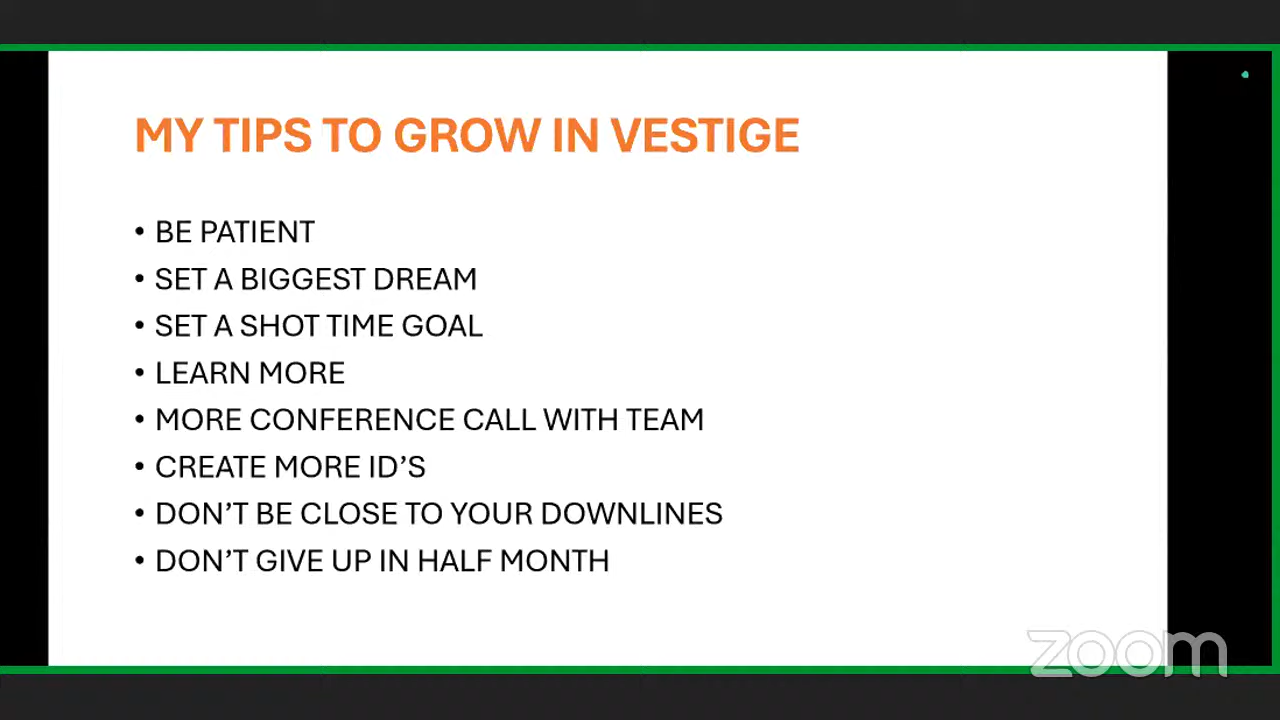 MY TIPS TO GROW IN VESTIGE
• BE PATIENT
• SET A BIGGEST DREAM
• SET A SHOT TIME GOAL
• LEARN MORE
• MORE CONFERENCE CALL WITH TEAM
• CREATE MORE ID’S
• DON’T BE CLOSE TO YOUR DOWNLINES
• DON’T GIVE UP IN HALF MONTH
zoom